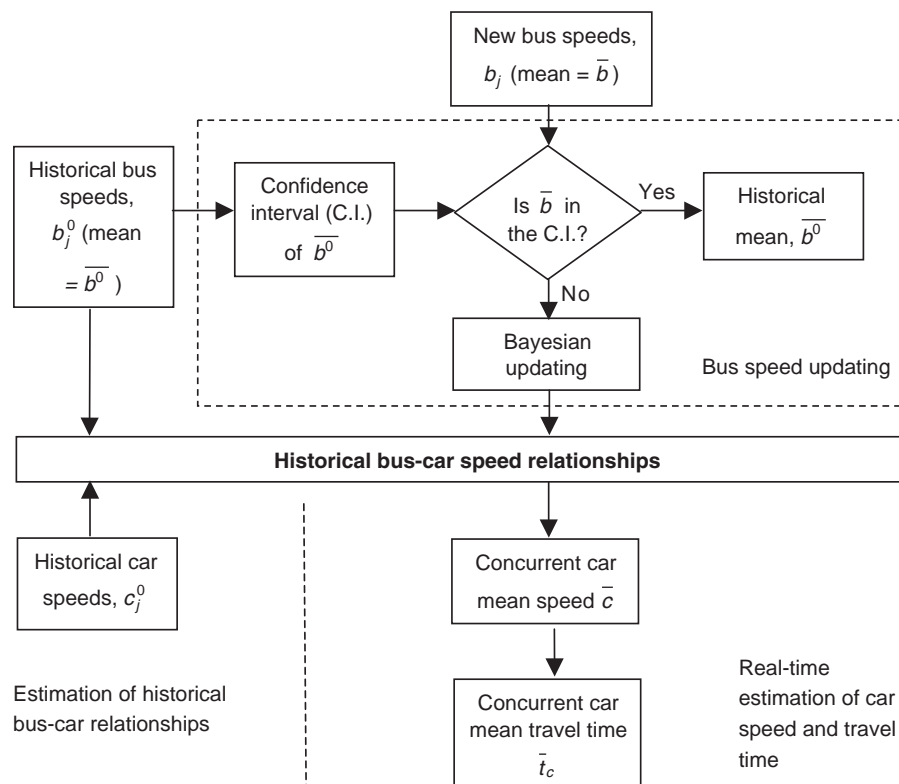 New bus speeds,
b_j (mean = b̄)
Historical bus
speeds,
b_j^0 (mean
= \overline{b^0} )
Confidence
interval (C.I.)
of \overline{b^0}
Is b̄ in
the C.I.?
Yes
Historical
mean, \overline{b^0}
No
Bayesian
updating
Bus speed updating
Historical bus-car speed relationships
Historical car
speeds, c_j^0
Concurrent car
mean speed c̄
Estimation of historical
bus-car relationships
Concurrent car
mean travel time
t̄_c
Real-time
estimation of car
speed and travel
time